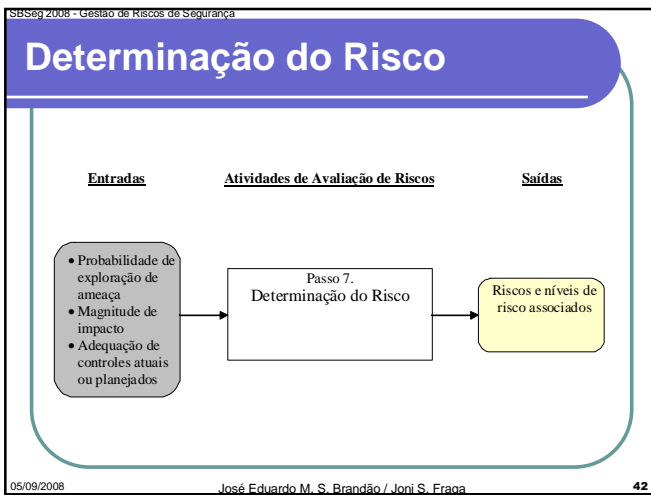 SBSeg 2008 - Gestão de Riscos de Segurança
Determinação do Risco
Entradas
Atividades de Avaliação de Riscos
Saídas
• Probabilidade de
exploração de
ameaça
• Magnitude de
impacto
• Adequação de
controles atuais
ou planejados
Passo 7.
Determinação do Risco
Riscos e níveis de
risco associados
05/09/2008
José Eduardo M. S. Brandão / Joni S. Fraga
42